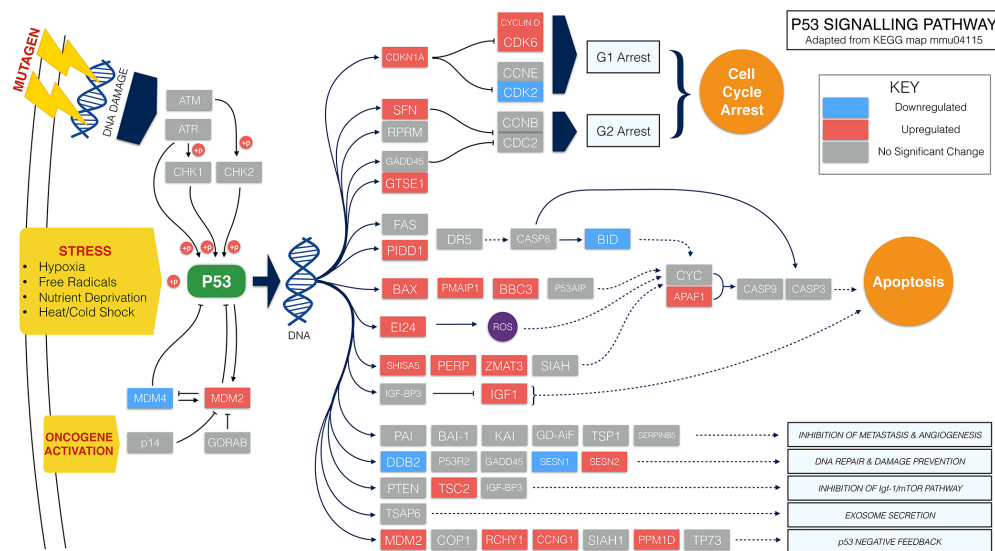 P53 SIGNALLING PATHWAY
Adapted from KEGG map mmu04115
KEY
Downregulated
Upregulated
No Significant Change
MUTAGEN
DNA DAMAGE
ATM
ATR
+p
+p
CHK1
CHK2
+p
+p
+p
+p
STRESS
• Hypoxia
• Free Radicals
• Nutrient Deprivation
• Heat/Cold Shock
P53
MDM4
MDM2
ONCOGENE
ACTIVATION
p14
GORAB
DNA
CDKN1A
CYCLIN D
CDK6
CCNE
CDK2
G1 Arrest
SFN
RPRM
CCNB
CDC2
G2 Arrest
Cell
Cycle
Arrest
GADD45
GTSE1
FAS
PIDD1
DR5
CASP8
BID
CYC
APAF1
CASP9
CASP3
Apoptosis
BAX
PMAIP1
BBC3
P53AIP
EI24
ROS
SHISA5
PERP
ZMAT3
SIAH
IGF-BP3
IGF1
PAI
BAI-1
KAI
GD-AiF
TSP1
SERPINB5
INHIBITION OF METASTASIS & ANGIOGENESIS
DDB2
P53R2
GADD45
SESN1
SESN2
DNA REPAIR & DAMAGE PREVENTION
PTEN
TSC2
IGF-BP3
INHIBITION OF Igf-1/mTOR PATHWAY
TSAP6
EXOSOME SECRETION
MDM2
COP1
RCHY1
CCNG1
SIAH1
PPM1D
TP73
p53 NEGATIVE FEEDBACK